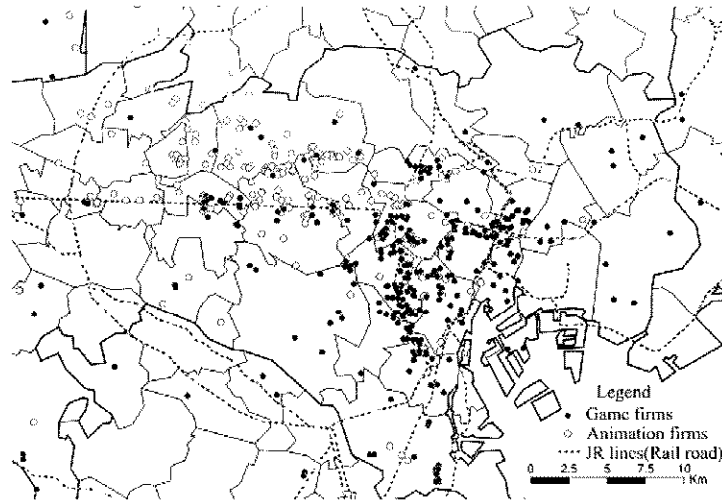 Legend
Game firms
Animation firms
JR lines(Rail road)
0 2.5 5 7.5 10
Km